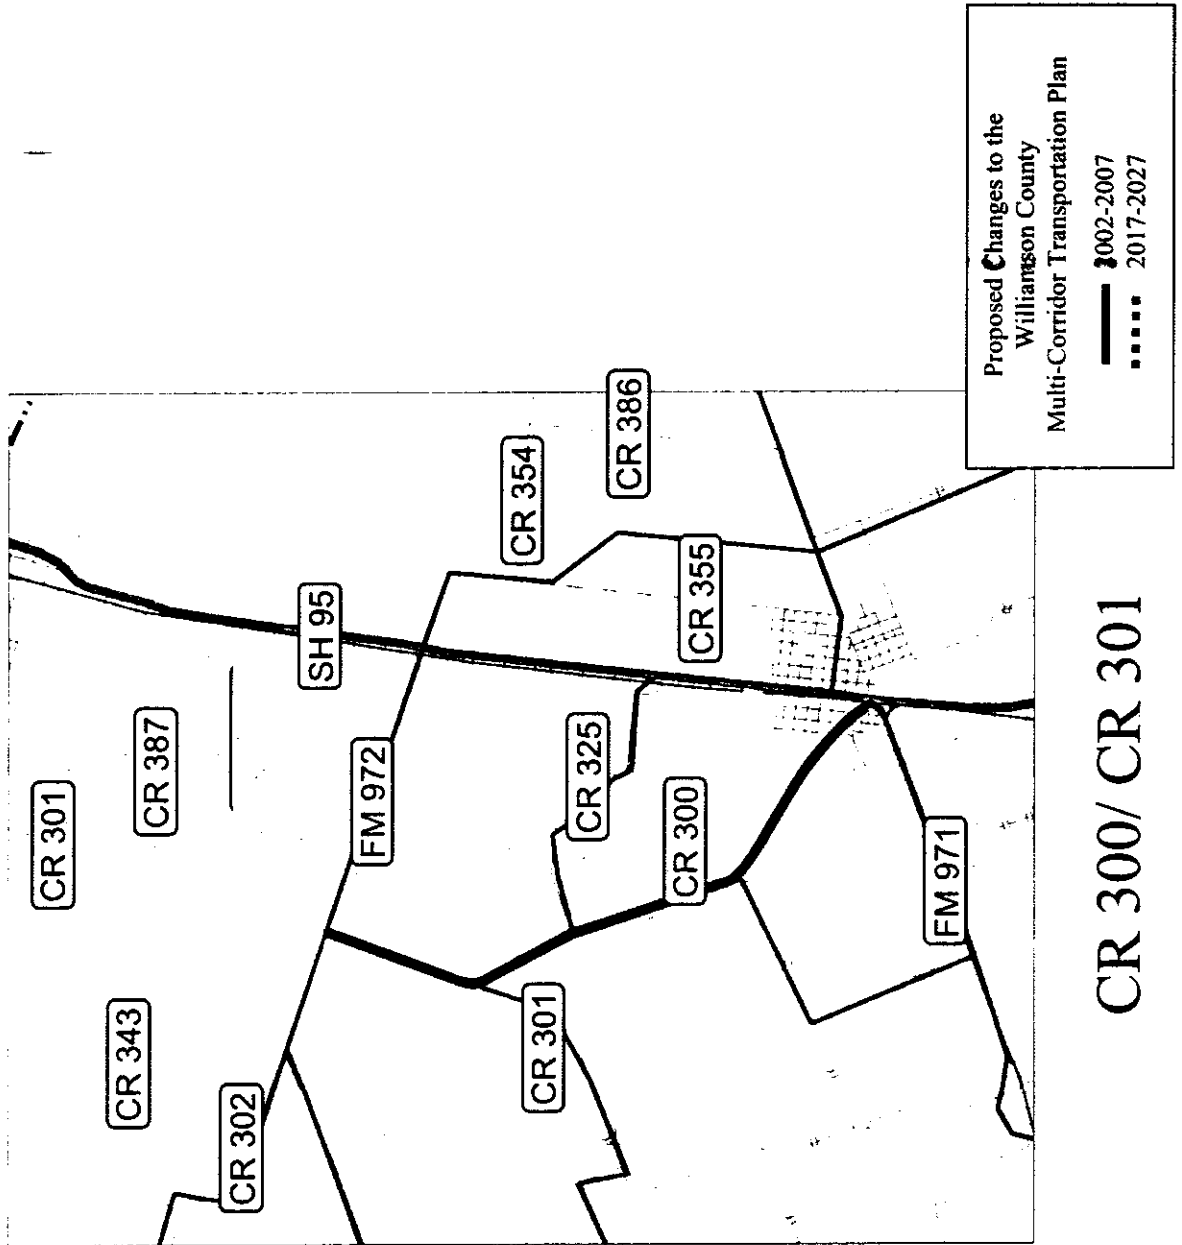 CR 301
CR 387
CR 343
CR 302
SH 95
FM 972
CR 354
CR 386
CR 355
CR 325
CR 300
CR 301
FM 971
Proposed Changes to the
Williamson County
Multi-Corridor Transportation Plan
2002-2007
2017-2027
CR 300/ CR 301